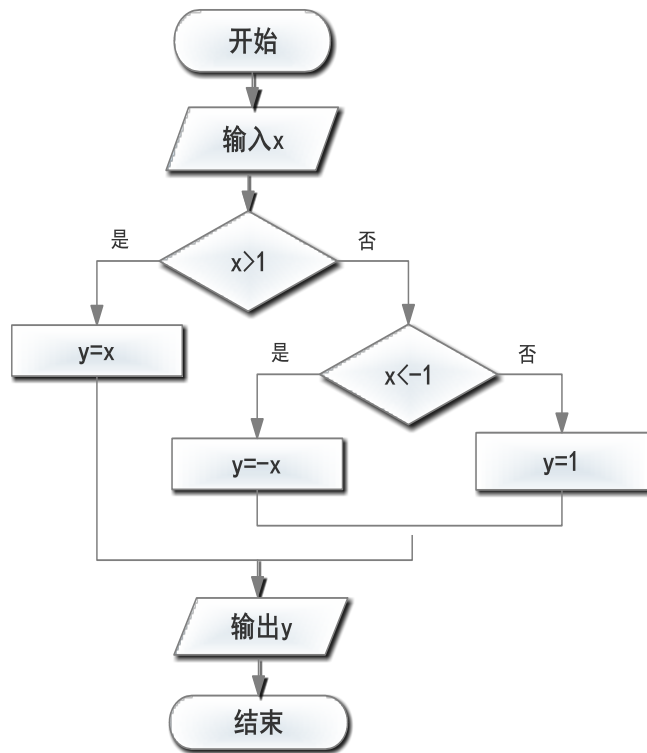 开始
输入x
是
否
x>1
y=x
是
否
x<-1
y=-x
y=1
输出y
结束